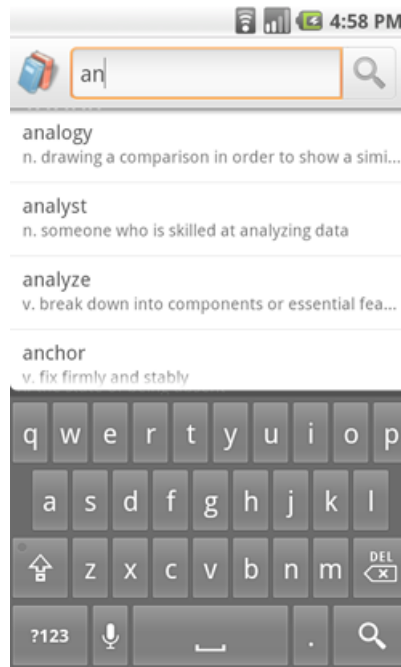 4:58 PM
an
analogy
n. drawing a comparison in order to show a simi...
analyst
n. someone who is skilled at analyzing data
analyze
v. break down into components or essential fea...
anchor
v. fix firmly and stably
q w e r t y u i o p
a s d f g h j k l
z x c v b n m DEL
?123 .